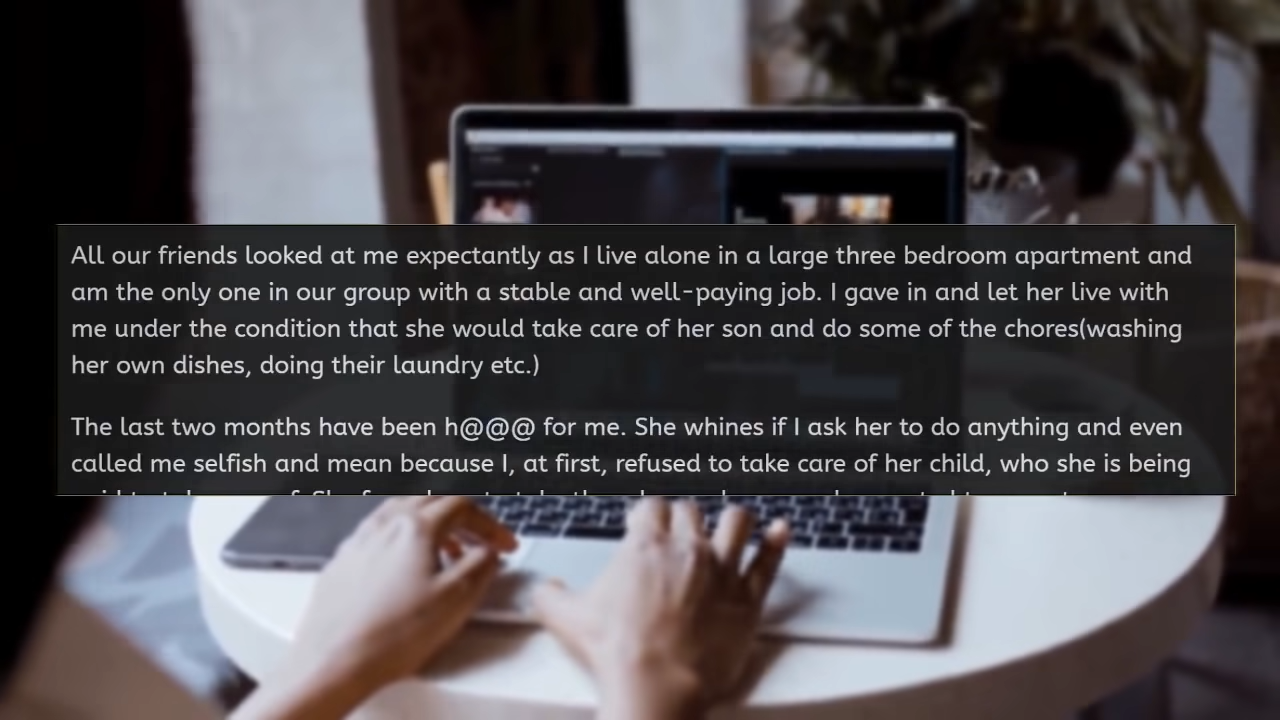 All our friends looked at me expectantly as I live alone in a large three bedroom apartment and
am the only one in our group with a stable and well-paying job. I gave in and let her live with
me under the condition that she would take care of her son and do some of the chores(washing
her own dishes, doing their laundry etc.)
The last two months have been h@@@ for me. She whines if I ask her to do anything and even
called me selfish and mean because I, at first, refused to take care of her child, who she is being